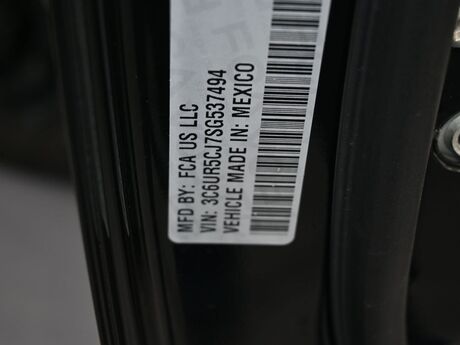 MFD BY: FCA US LLC
VIN: 3C6UR5CJ7SG537494
VEHICLE MADE IN: MEXICO